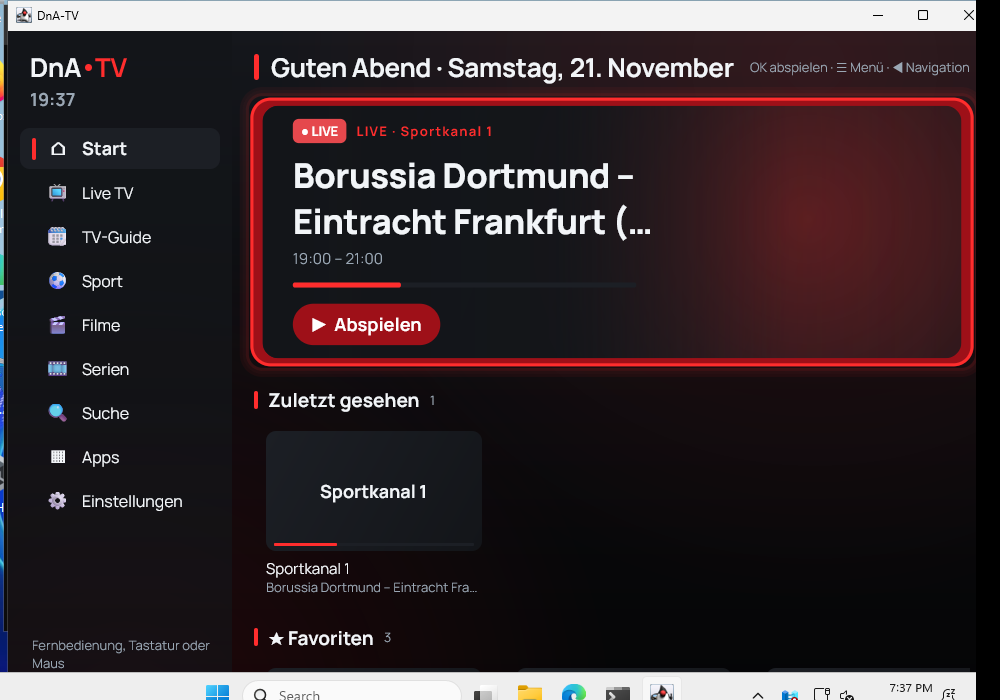 DnA-TV
DnA•TV
19:37
Start
Live TV
TV-Guide
Sport
Filme
Serien
Suche
Apps
Einstellungen
Fernbedienung, Tastatur oder
Maus
Guten Abend · Samstag, 21. November
OK abspielen · ☰ Menü · ◀ Navigation
● LIVE
LIVE · Sportkanal 1
Borussia Dortmund –
Eintracht Frankfurt (…
19:00 – 21:00
▶ Abspielen
Zuletzt gesehen 1
Sportkanal 1
Sportkanal 1
Borussia Dortmund – Eintracht Fra…
★ Favoriten 3
Search
7:37 PM